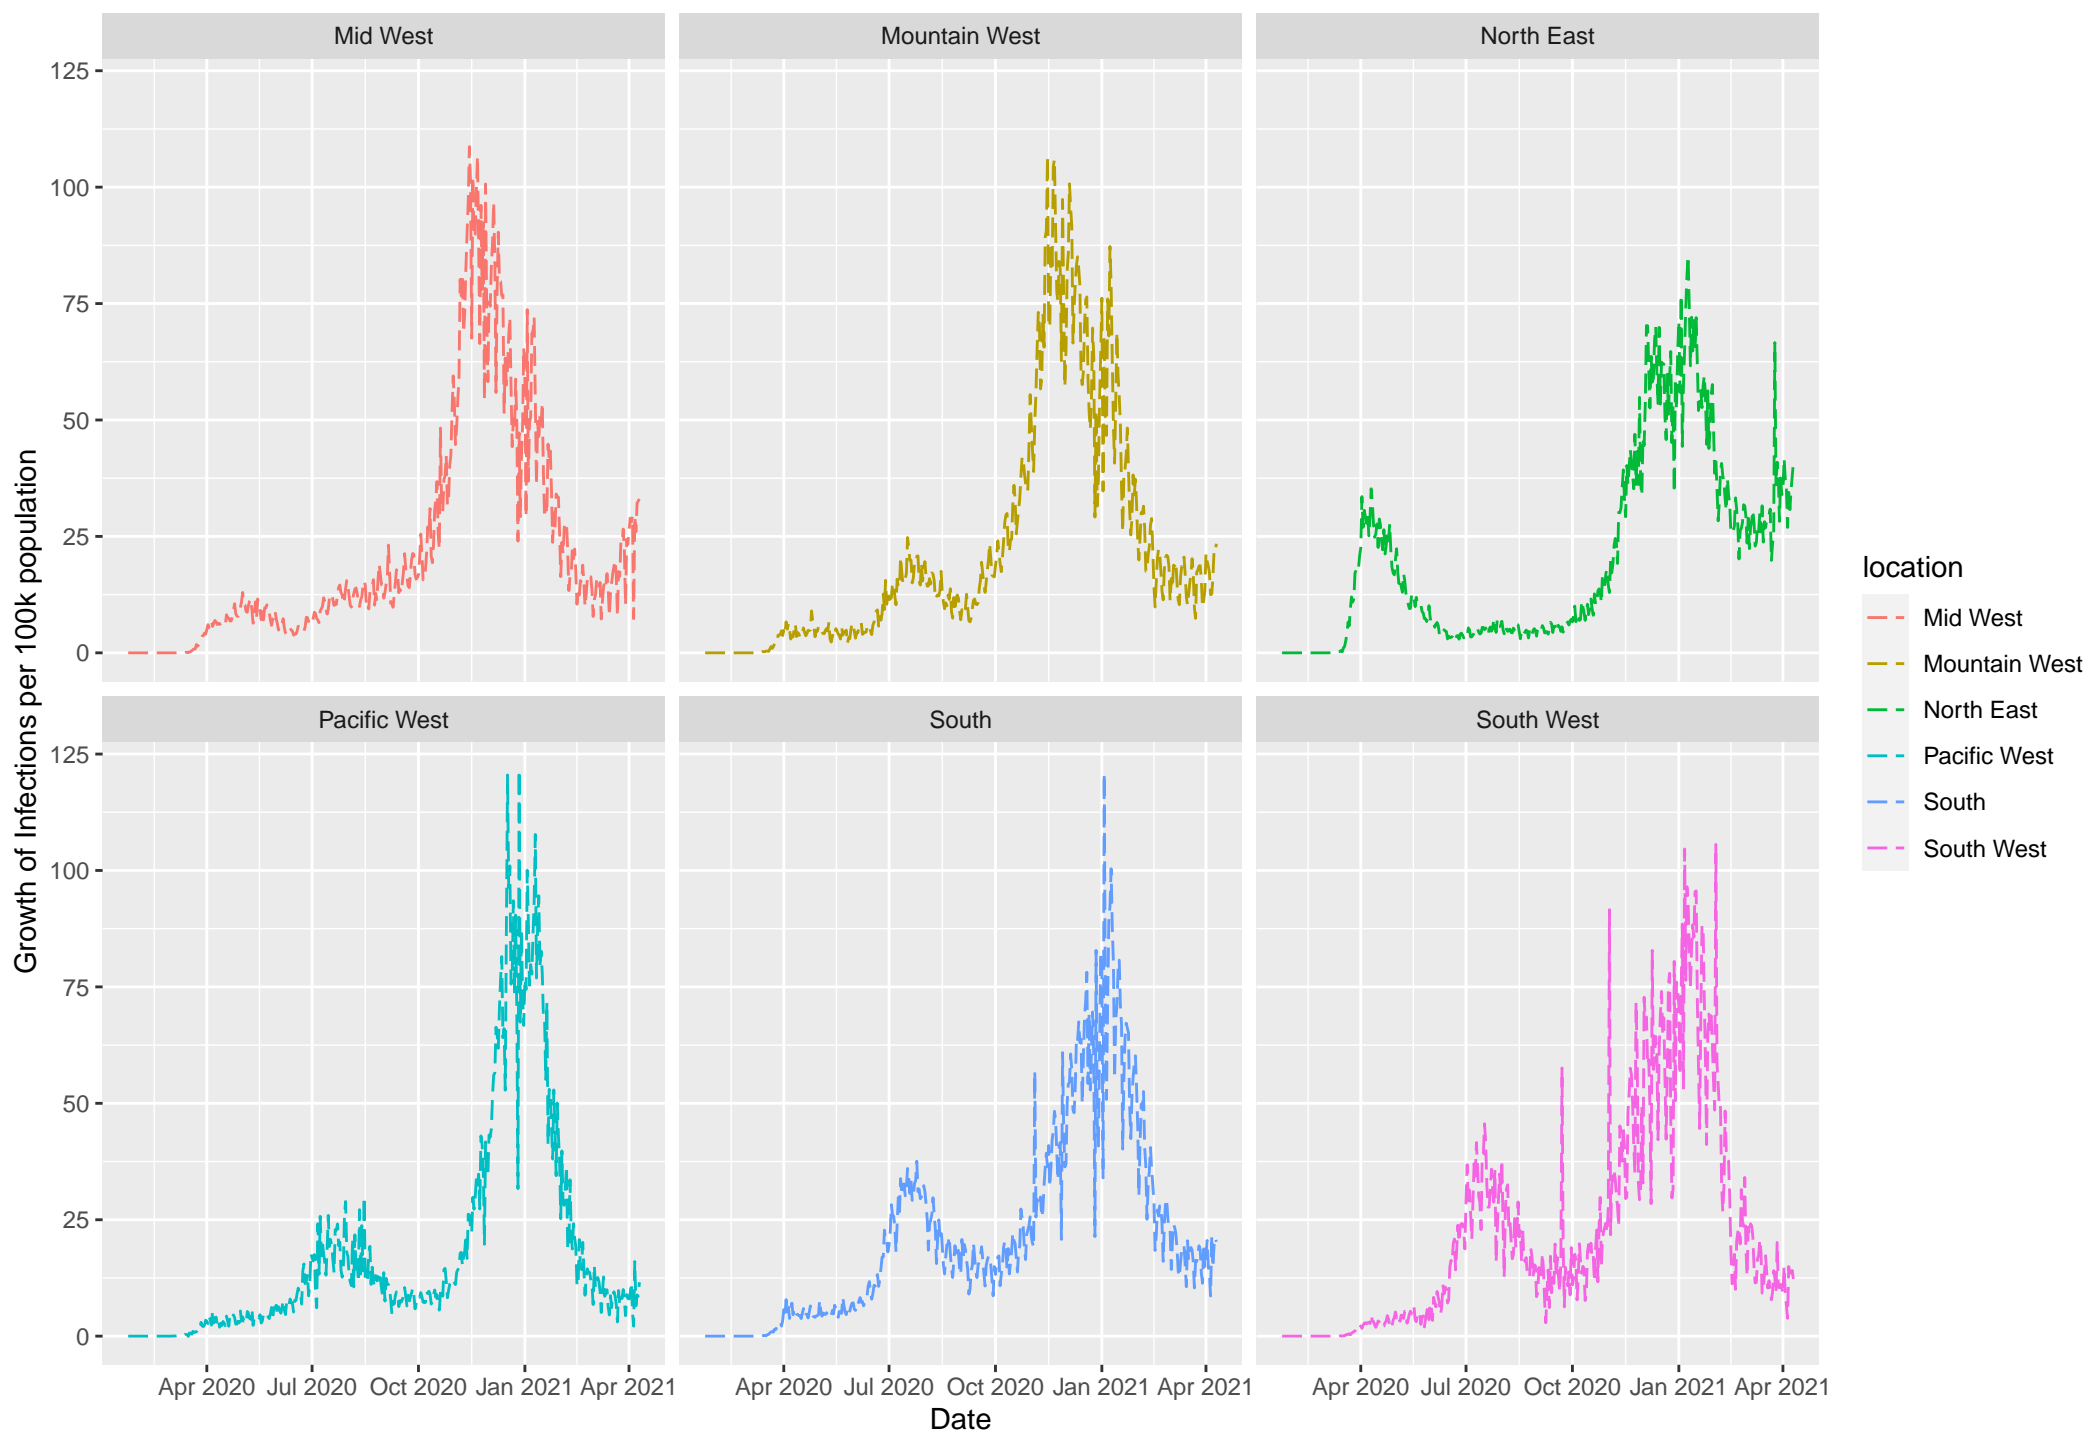 Mid West
Mountain West
North East
125
100
75
50
25
0
Pacific West
South
South West
125
100
75
50
25
0
Growth of Infections per 100k population
Apr 2020 Jul 2020 Oct 2020 Jan 2021 Apr 2021
Apr 2020 Jul 2020 Oct 2020 Jan 2021 Apr 2021
Apr 2020 Jul 2020 Oct 2020 Jan 2021 Apr 2021
Date
location
Mid West
Mountain West
North East
Pacific West
South
South West